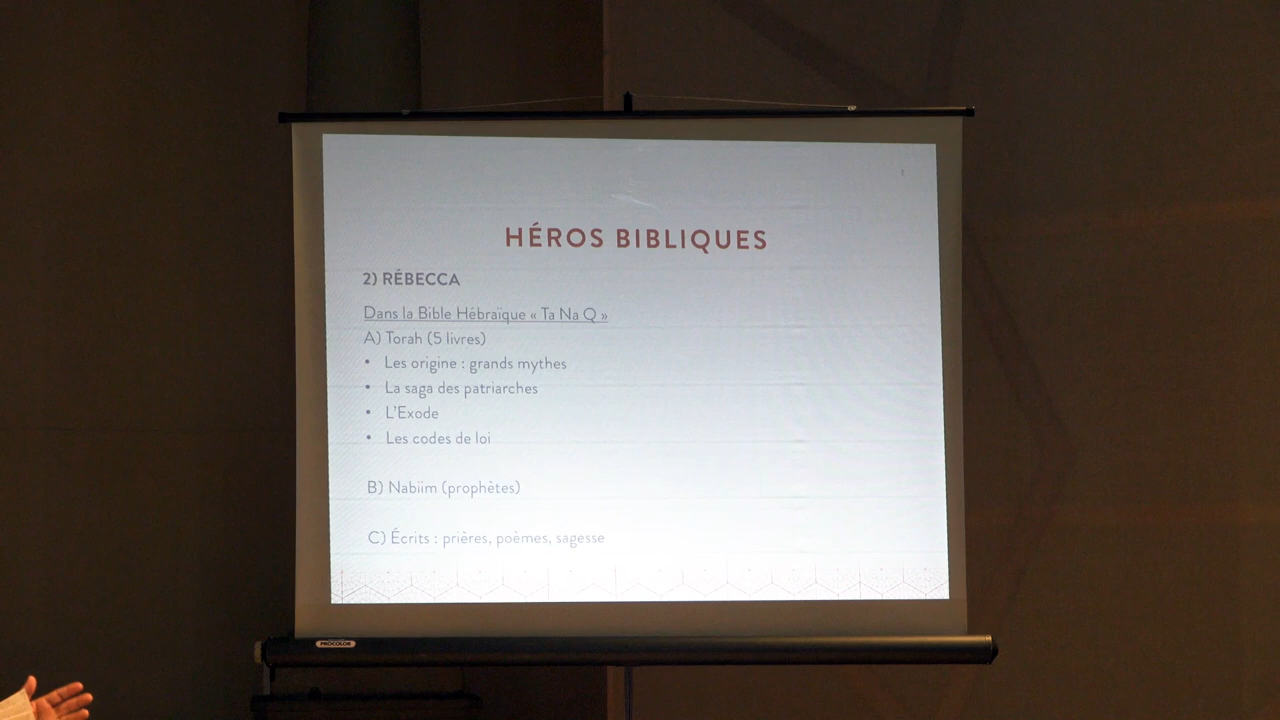 HÉROS BIBLIQUES
2) RÉBECCA
Dans la Bible Hébraïque « Ta Na Q »
A) Torah (5 livres)
• Les origine : grands mythes
• La saga des patriarches
• L'Exode
• Les codes de loi
B) Nabiim (prophètes)
C) Écrits : prières, poèmes, sagesse
PROCOLOR